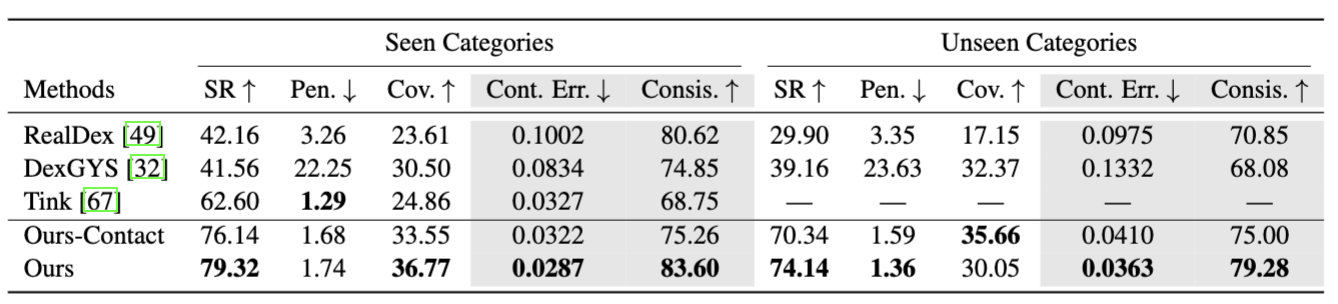 Seen Categories Unseen Categories
Methods SR ↑ Pen. ↓ Cov. ↑ Cont. Err. ↓ Consis. ↑ SR ↑ Pen. ↓ Cov. ↑ Cont. Err. ↓ Consis. ↑
RealDex [49] 42.16 3.26 23.61 0.1002 80.62 29.90 3.35 17.15 0.0975 70.85
DexGYS [32] 41.56 22.25 30.50 0.0834 74.85 39.16 23.63 32.37 0.1332 68.08
Tink [67] 62.60 1.29 24.86 0.0327 68.75 — — — — —
Ours-Contact 76.14 1.68 33.55 0.0322 75.26 70.34 1.59 35.66 0.0410 75.00
Ours 79.32 1.74 36.77 0.0287 83.60 74.14 1.36 30.05 0.0363 79.28